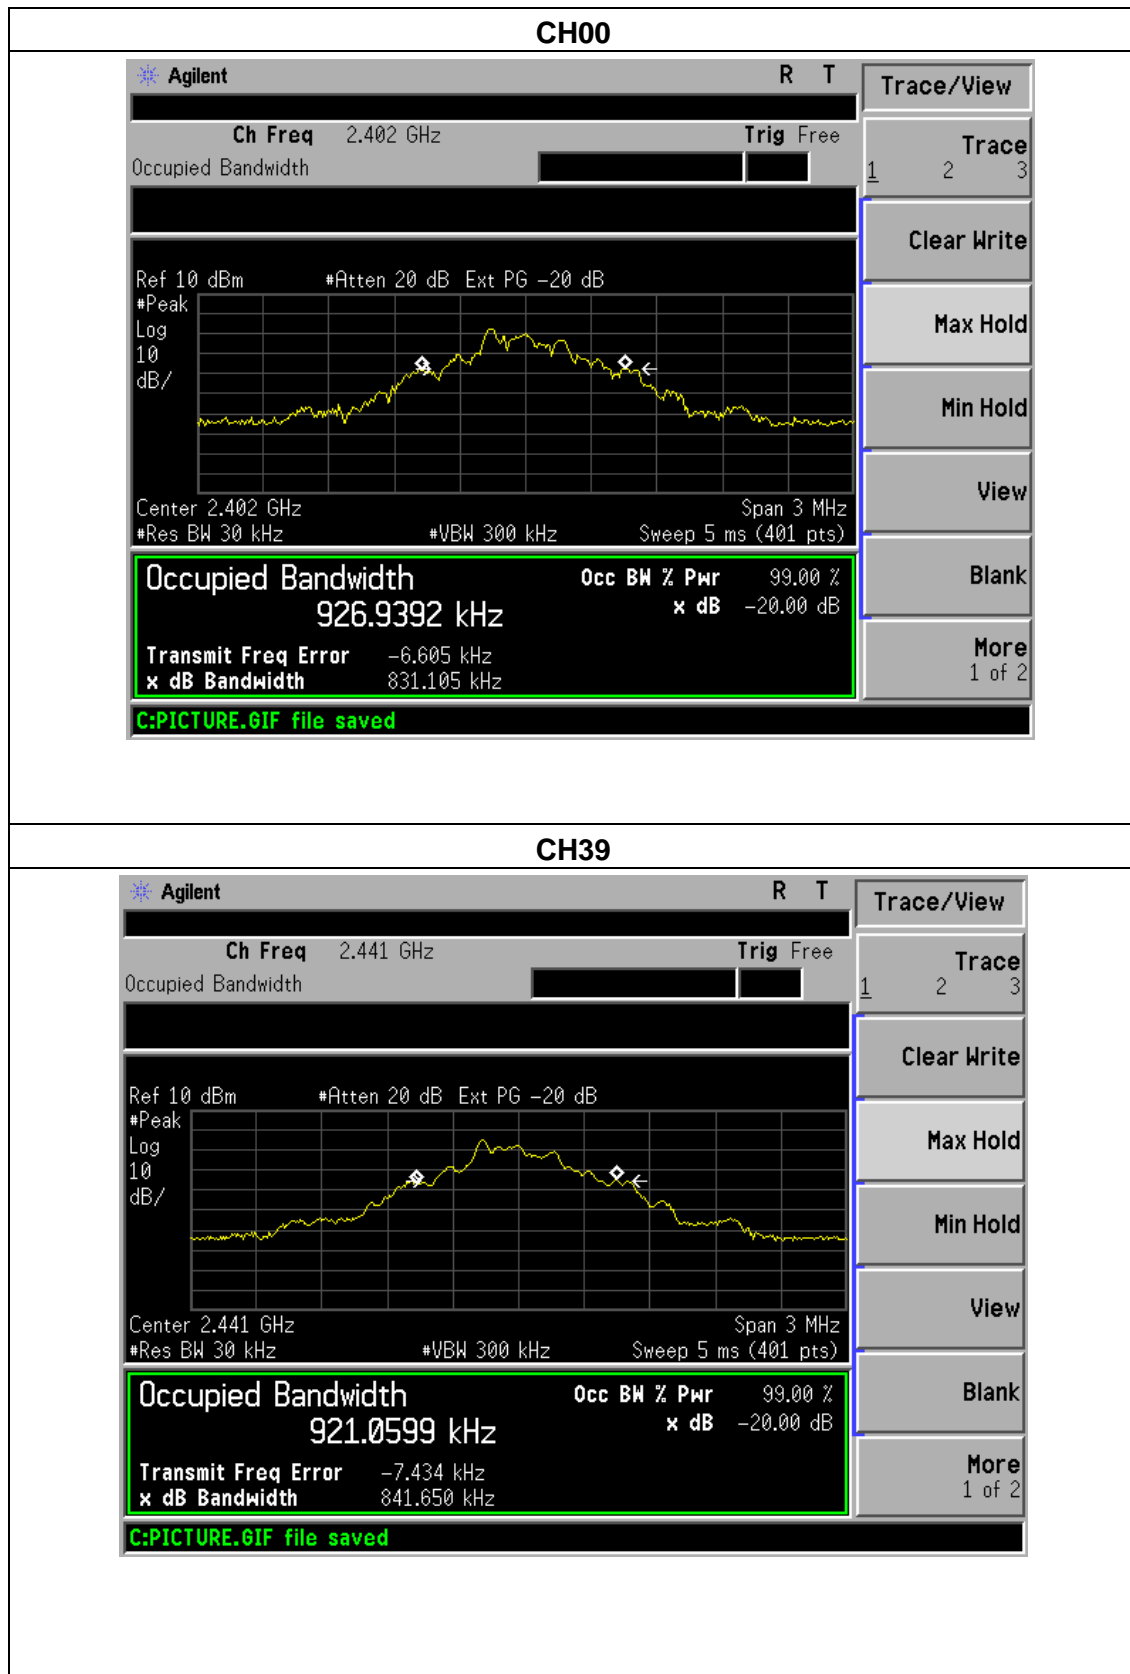 CH00
Agilent R T
Trace/View
Ch Freq 2.402 GHz Trig Free
Occupied Bandwidth
Trace
1 2 3
Clear Write
Ref 10 dBm #Atten 20 dB Ext PG -20 dB
#Peak
Log
10
dB/
Max Hold
Min Hold
View
Center 2.402 GHz Span 3 MHz
#Res BW 30 kHz #VBW 300 kHz Sweep 5 ms (401 pts)
Occupied Bandwidth Occ BW % Pwr 99.00 %
926.9392 kHz x dB -20.00 dB
Blank
Transmit Freq Error -6.605 kHz
x dB Bandwidth 831.105 kHz
More
1 of 2
C:PICTURE.GIF file saved
CH39
Agilent R T
Trace/View
Ch Freq 2.441 GHz Trig Free
Occupied Bandwidth
Trace
1 2 3
Clear Write
Ref 10 dBm #Atten 20 dB Ext PG -20 dB
#Peak
Log
10
dB/
Max Hold
Min Hold
View
Center 2.441 GHz Span 3 MHz
#Res BW 30 kHz #VBW 300 kHz Sweep 5 ms (401 pts)
Occupied Bandwidth Occ BW % Pwr 99.00 %
921.0599 kHz x dB -20.00 dB
Blank
Transmit Freq Error -7.434 kHz
x dB Bandwidth 841.650 kHz
More
1 of 2
C:PICTURE.GIF file saved